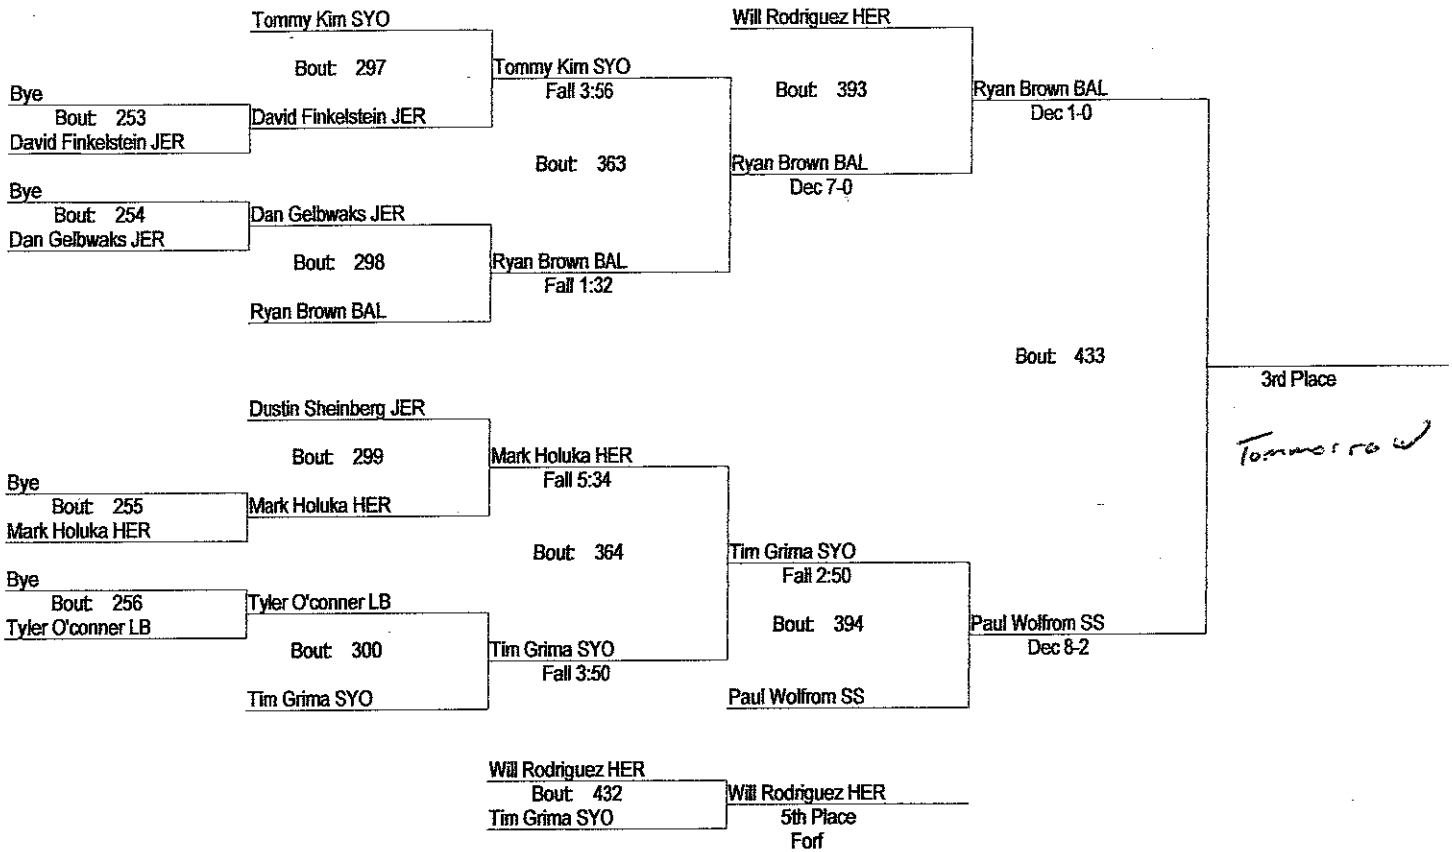 Tommy Kim SYO
Bout: 297
Bye
Bout: 253
David Finkelstein JER
David Finkelstein JER
Tommy Kim SYO
Fall 3:56
Bout: 363
Bye
Bout: 254
Dan Gelbwaks JER
Dan Gelbwaks JER
Bout: 298
Ryan Brown BAL
Ryan Brown BAL
Fall 1:32
Will Rodriguez HER
Bout: 393
Ryan Brown BAL
Dec 7-0
Ryan Brown BAL
Dec 1-0
Bout: 433
3rd Place
Tommorrow
Dustin Sheinberg JER
Bout: 299
Bye
Bout: 255
Mark Holuka HER
Mark Holuka HER
Mark Holuka HER
Fall 5:34
Bout: 364
Bye
Bout: 256
Tyler O'conner LB
Tyler O'conner LB
Bout: 300
Tim Grima SYO
Tim Grima SYO
Fall 3:50
Tim Grima SYO
Fall 2:50
Bout: 394
Paul Wolfrom SS
Paul Wolfrom SS
Dec 8-2
Will Rodriguez HER
Bout: 432
Tim Grima SYO
Will Rodriguez HER
5th Place
Forf